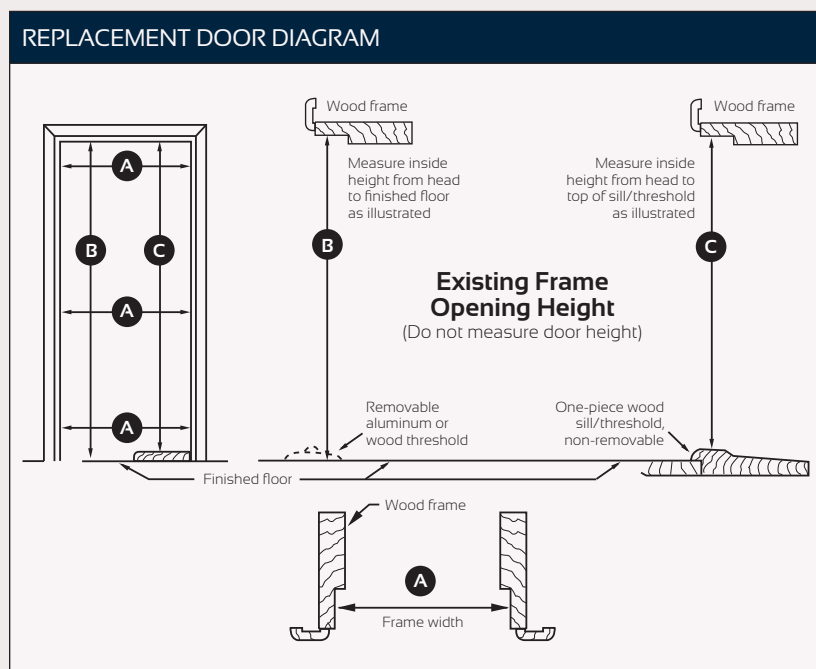 REPLACEMENT DOOR DIAGRAM
Wood frame
Wood frame
A
Measure inside
height from head
to finished floor
as illustrated
Measure inside
height from head to
top of sill/threshold
as illustrated
B
C
B
C
Existing Frame
Opening Height
(Do not measure door height)
A
A
Removable
aluminum or
wood threshold
One-piece wood
sill/threshold,
non-removable
Finished floor
Wood frame
A
Frame width